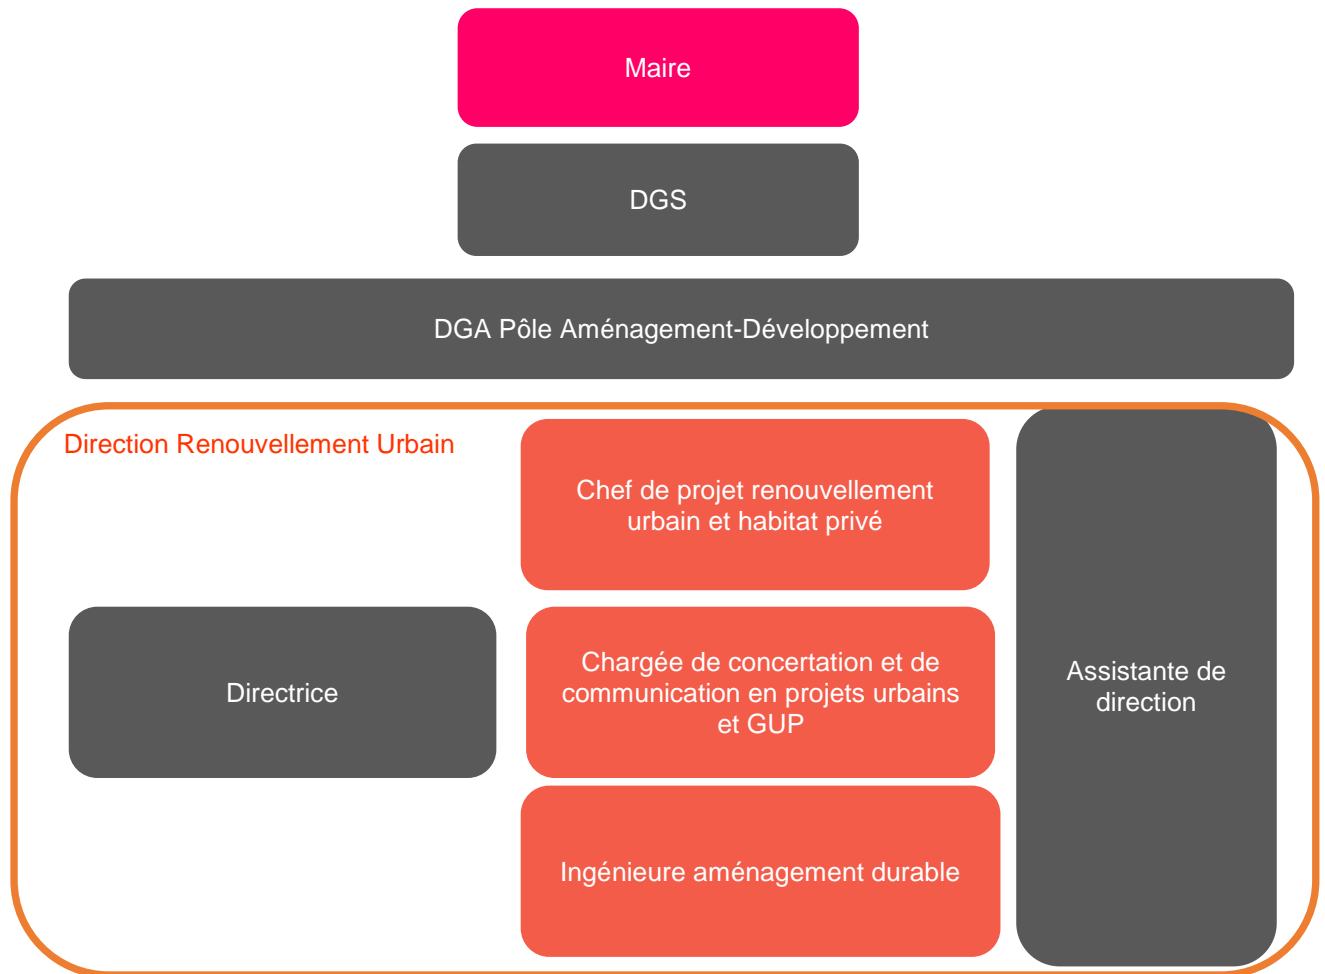 Maire
DGS
DGA Pôle Aménagement-Développement
Direction Renouvellement Urbain
Chef de projet renouvellement
urbain et habitat privé
Directrice
Chargée de concertation et de
communication en projets urbains
et GUP
Assistante de
direction
Ingénieure aménagement durable